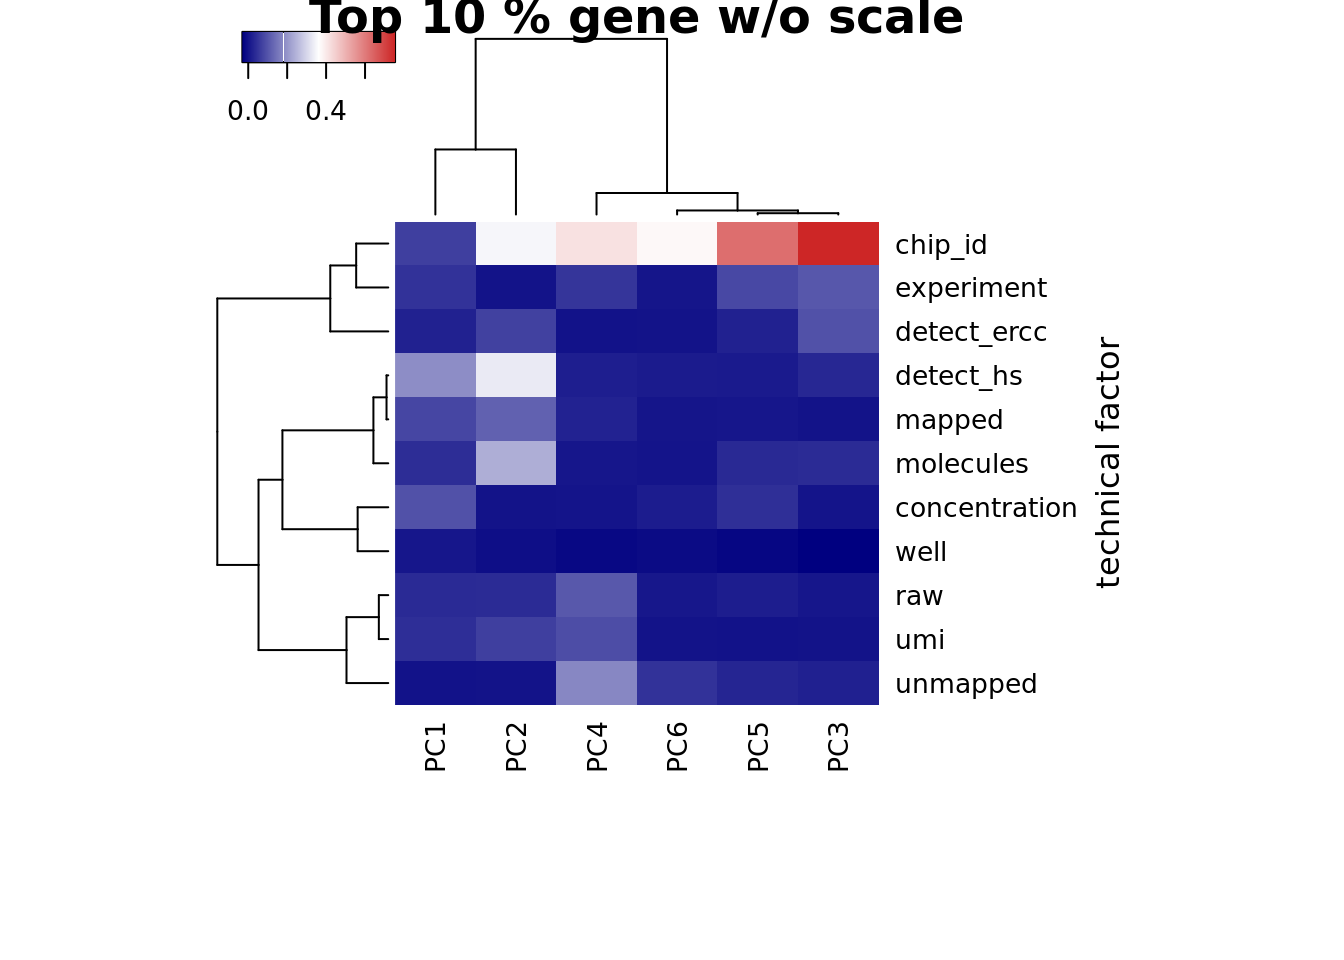 Top 10 % gene w/o scale
0.0 0.4
chip_id
experiment
detect_ercc
detect_hs
mapped
molecules
concentration
well
raw
umi
unmapped
technical factor
PC1 PC2 PC4 PC6 PC5 PC3